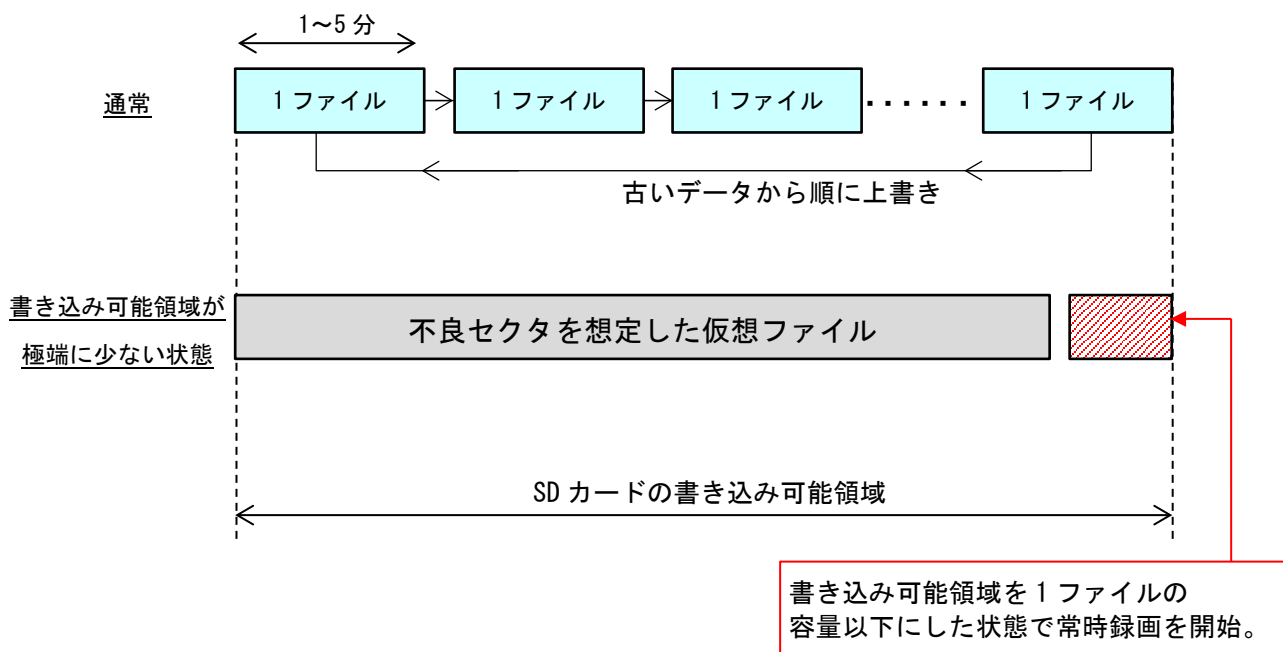 1～5 分
通常
1 ファイル
1 ファイル
1 ファイル
・・・・・・
1 ファイル
古いデータから順に上書き
書き込み可能領域が
極端に少ない状態
不良セクタを想定した仮想ファイル
SD カードの書き込み可能領域
書き込み可能領域を 1 ファイルの
容量以下にした状態で常時録画を開始。